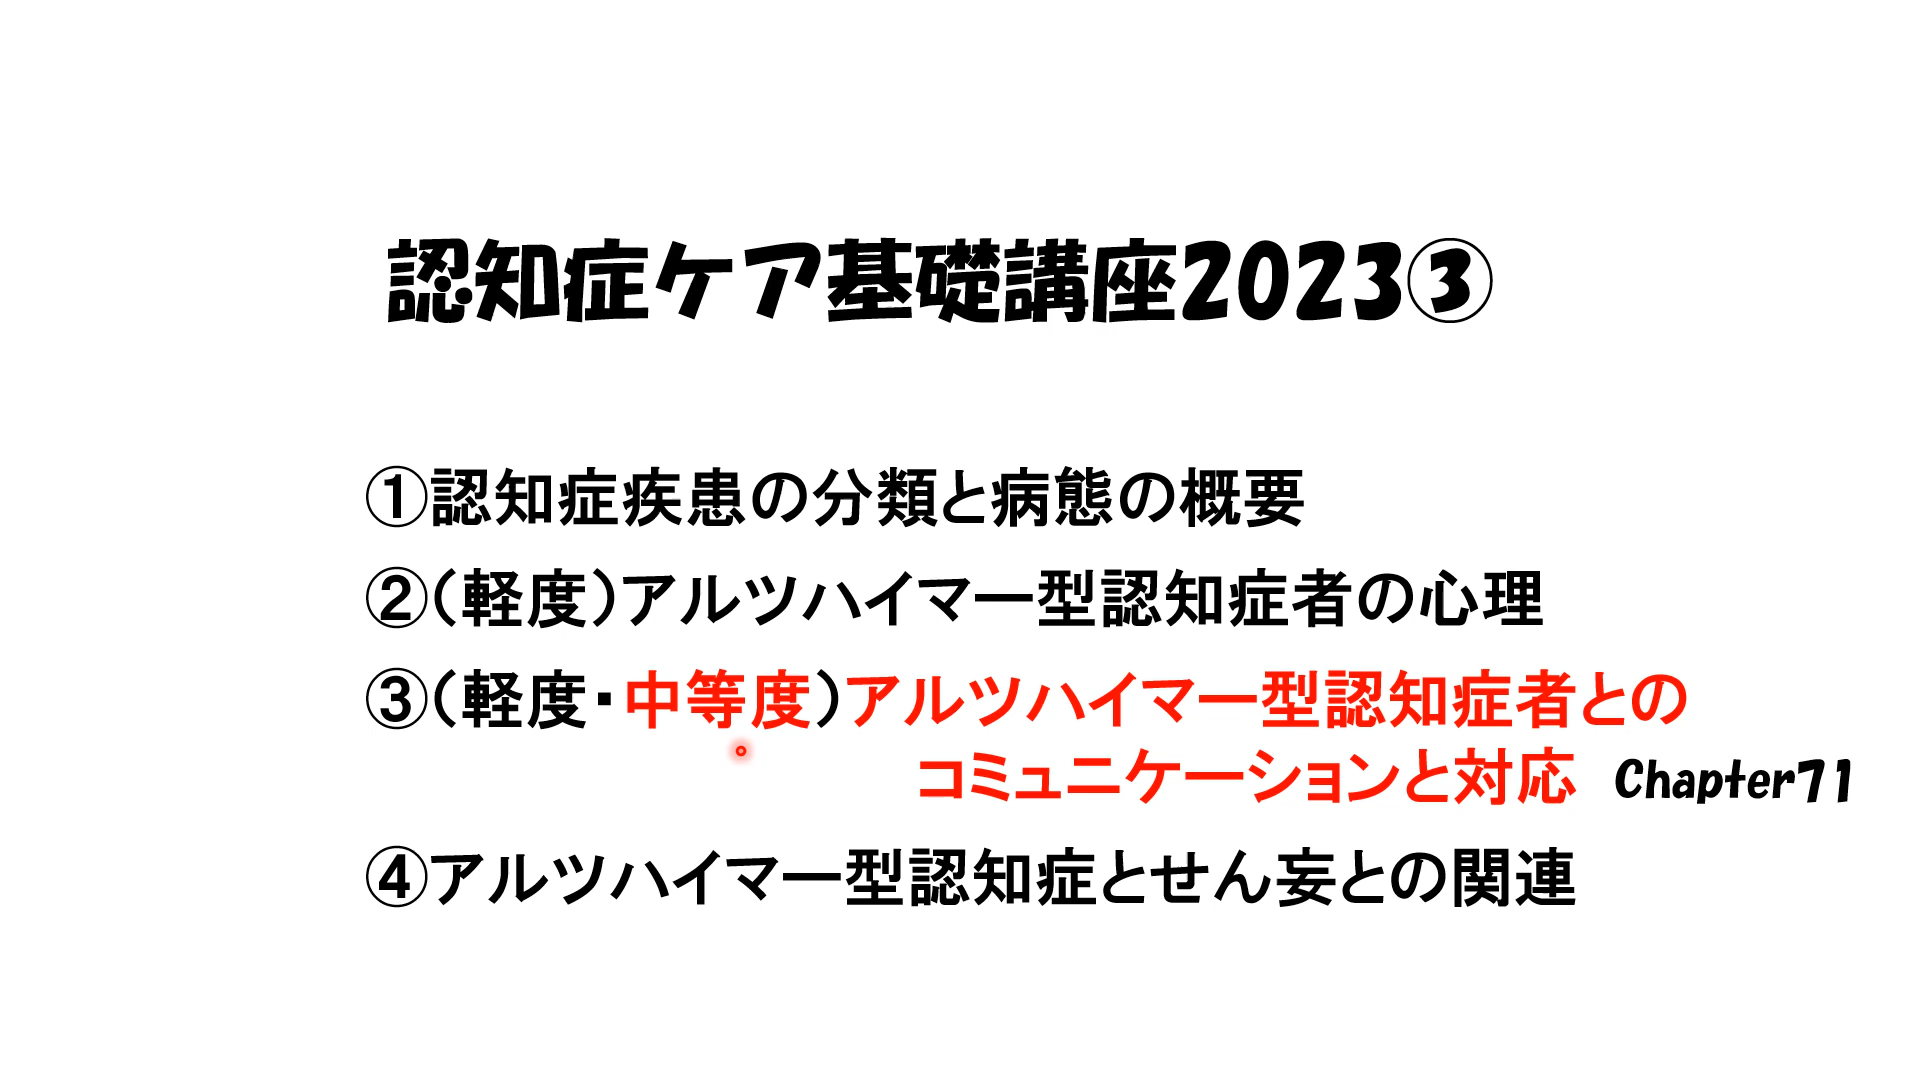 認知症ケア基礎講座2023③
①認知症疾患の分類と病態の概要
②（軽度）アルツハイマー型認知症者の心理
③（軽度・中等度）アルツハイマー型認知症者との
コミュニケーションと対応 Chapter71
④アルツハイマー型認知症とせん妄との関連